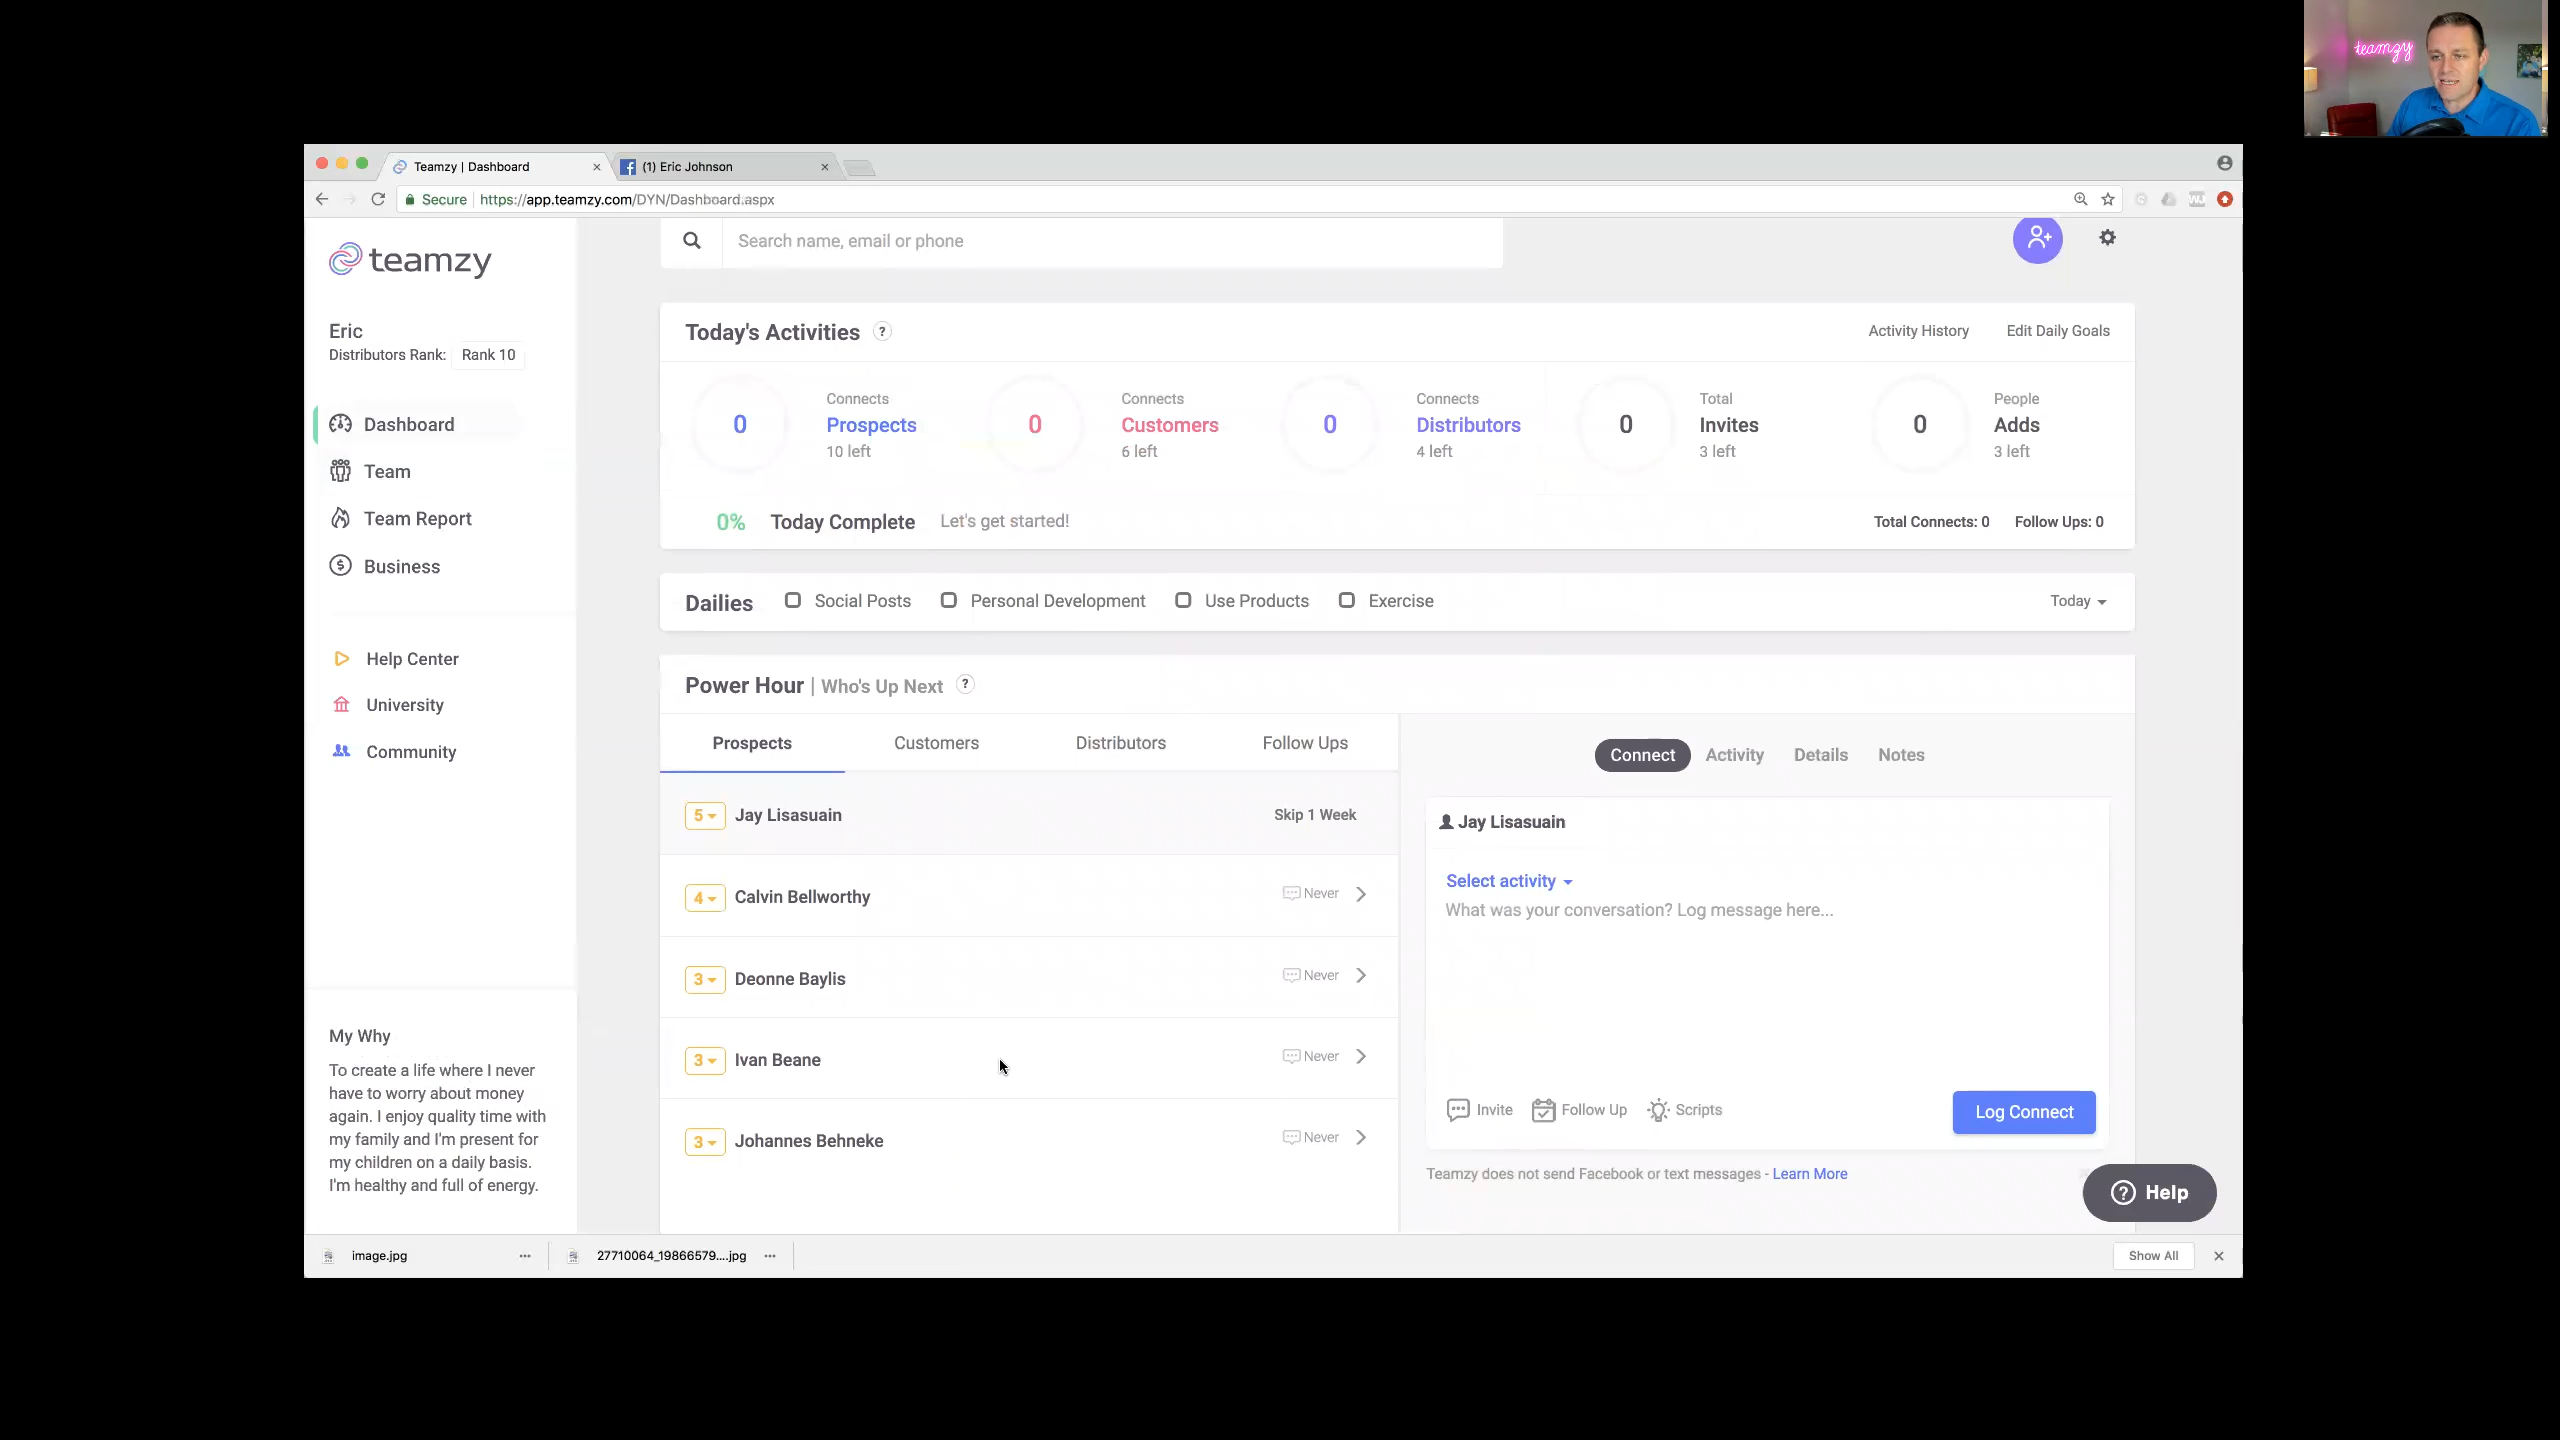 teamzy
Teamzy | Dashboard
(1) Eric Johnson
Secure
https://app.teamzy.com/DYN/Dashboard.aspx
teamzy
Search name, email or phone
Eric
Distributors Rank: Rank 10
Dashboard
Team
Team Report
Business
Help Center
University
Community
My Why
To create a life where I never
have to worry about money
again. I enjoy quality time with
my family and I'm present for
my children on a daily basis.
I'm healthy and full of energy.
Today's Activities ?
Activity History
Edit Daily Goals
0
Connects
Prospects
10 left
0
Connects
Customers
6 left
0
Connects
Distributors
4 left
0
Total
Invites
3 left
0
People
Adds
3 left
0% Today Complete Let's get started!
Total Connects: 0 Follow Ups: 0
Dailies Social Posts Personal Development Use Products Exercise Today
Power Hour | Who's Up Next ?
Prospects Customers Distributors Follow Ups
5 Jay Lisasuain Skip 1 Week
4 Calvin Bellworthy Never
3 Deonne Baylis Never
3 Ivan Beane Never
3 Johannes Behneke Never
Connect Activity Details Notes
Jay Lisasuain
Select activity
What was your conversation? Log message here...
Invite Follow Up Scripts Log Connect
Teamzy does not send Facebook or text messages - Learn More
? Help
image.jpg
27710064_19866579....jpg
Show All